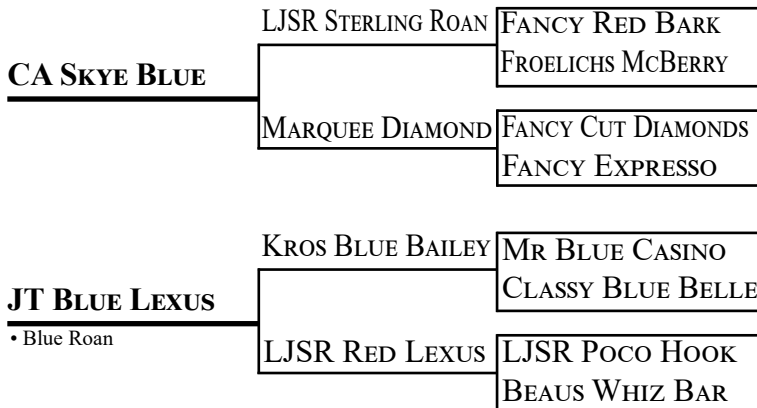 LJSR Sterling Roan
Fancy Red Bark
Froelichs McBerry
CA Skye Blue
Marquee Diamond
Fancy Cut Diamonds
Fancy Expresso
Kros Blue Bailey
Mr Blue Casino
Classy Blue Belle
JT Blue Lexus
• Blue Roan
LJSR Red Lexus
LJSR Poco Hook
Beaus Whiz Bar